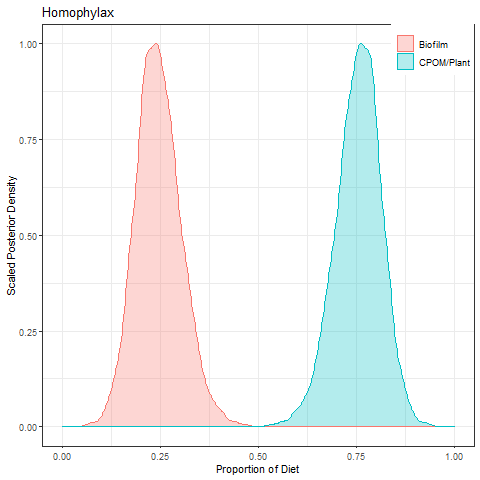 Homophylax
Biofilm
CPOM/Plant
1.00
0.75
0.50
0.25
0.00
Scaled Posterior Density
0.00 0.25 0.50 0.75 1.00
Proportion of Diet